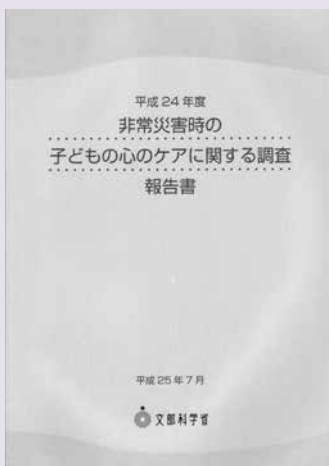 平成24年度
非常災害時の
子どもの心のケアに関する調査
報告書
平成25年7月
文部科学省